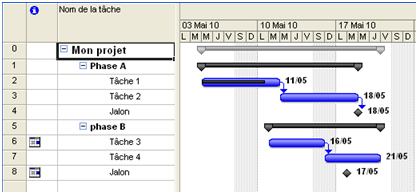 Nom de la tâche
03 Mai 10 10 Mai 10 17 Mai 10
L M M J V S D L M M J V S D L M M J V S D
0 Mon projet
1 Phase A
2 Tâche 1 11/05
3 Tâche 2 18/05
4 Jalon 18/05
5 phase B
6 Tâche 3 16/05
7 Tâche 4 21/05
8 Jalon 17/05